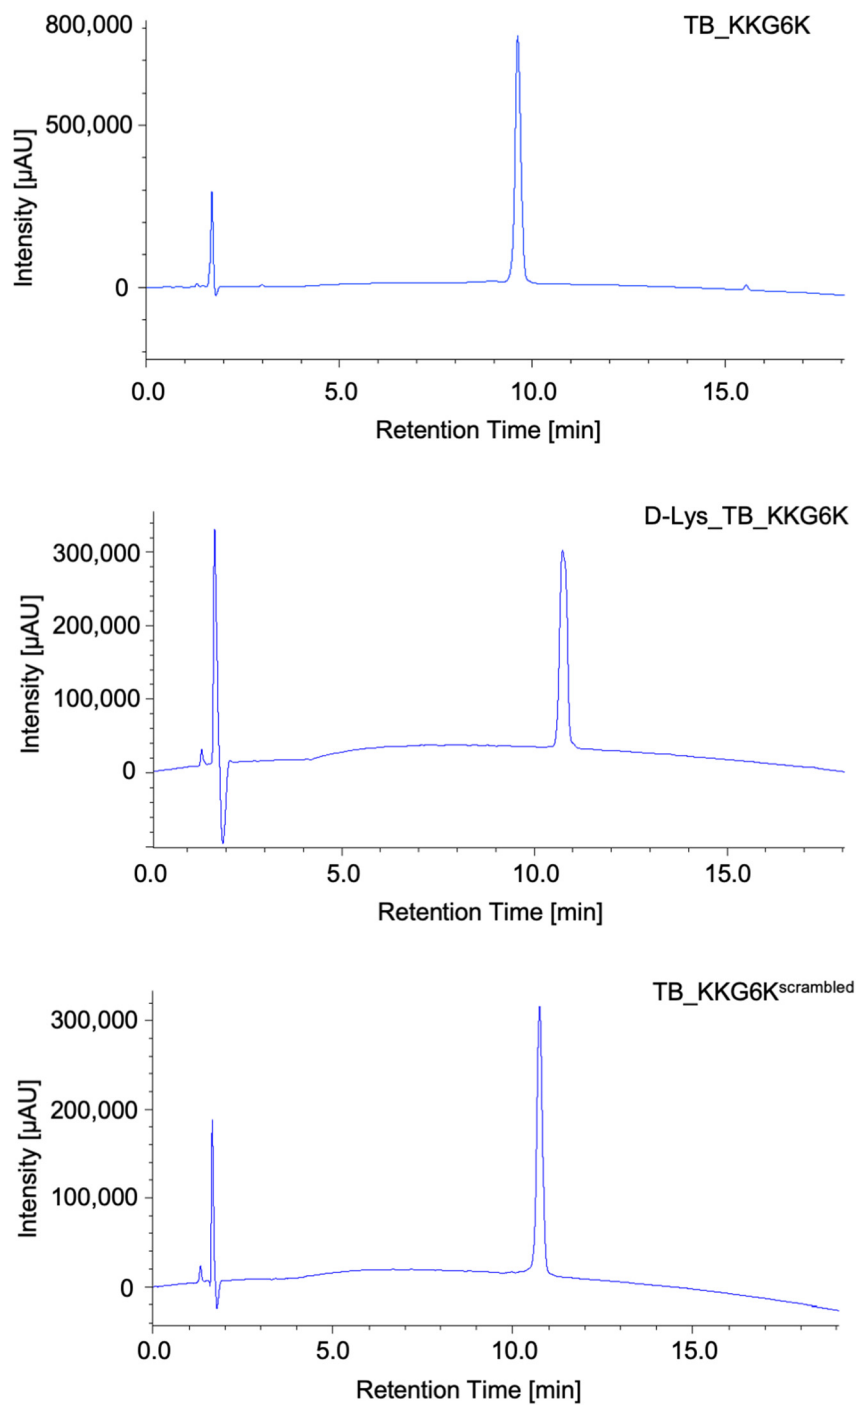 TB_KKG6K
800,000
500,000
0
Intensity [µAU]
0.0 5.0 10.0 15.0
Retention Time [min]
D-Lys_TB_KKG6K
300,000
200,000
100,000
0
Intensity [µAU]
0.0 5.0 10.0 15.0
Retention Time [min]
TB_KKG6Kscrambled
300,000
200,000
100,000
0
Intensity [µAU]
0.0 5.0 10.0 15.0
Retention Time [min]